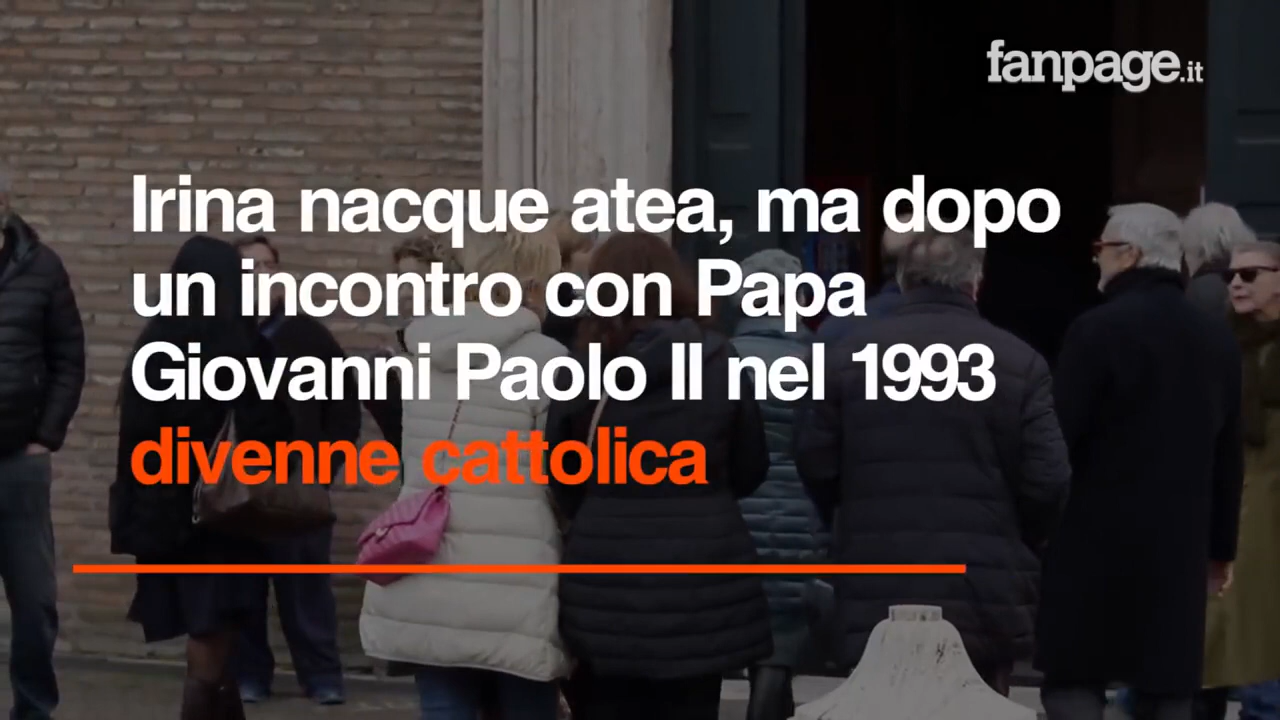 fanpage.it
Irina nacque atea, ma dopo
un incontro con Papa
Giovanni Paolo II nel 1993
divenne cattolica